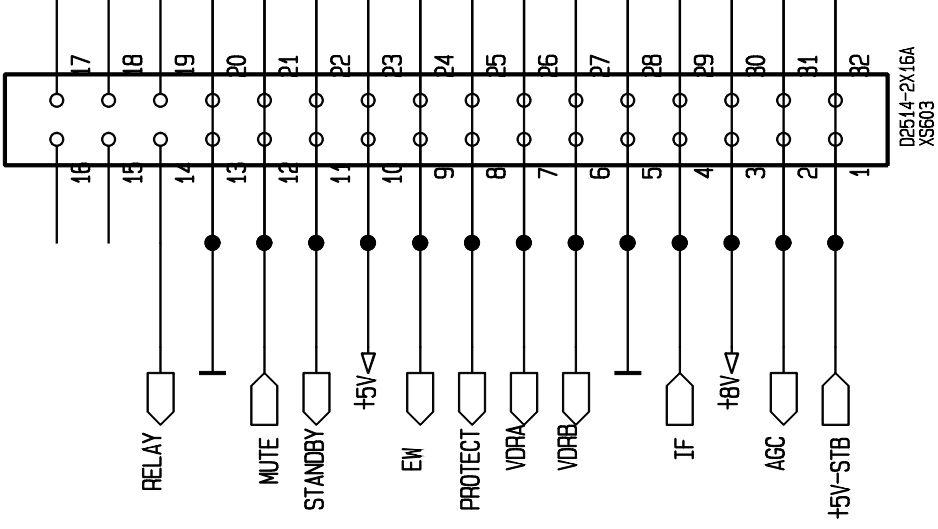 17 18 19 20 21 22 23 24 25 26 27 28 29 30 31 32
16 15 14 13 12 11 10 9 8 7 6 5 4 3 2 1
D2514-2X16A
XS603
RELAY
MUTE
STANDBY
+5V
EW
PROTECT
VDRA
VDRB
IF
+8V
AGC
+5V-STB